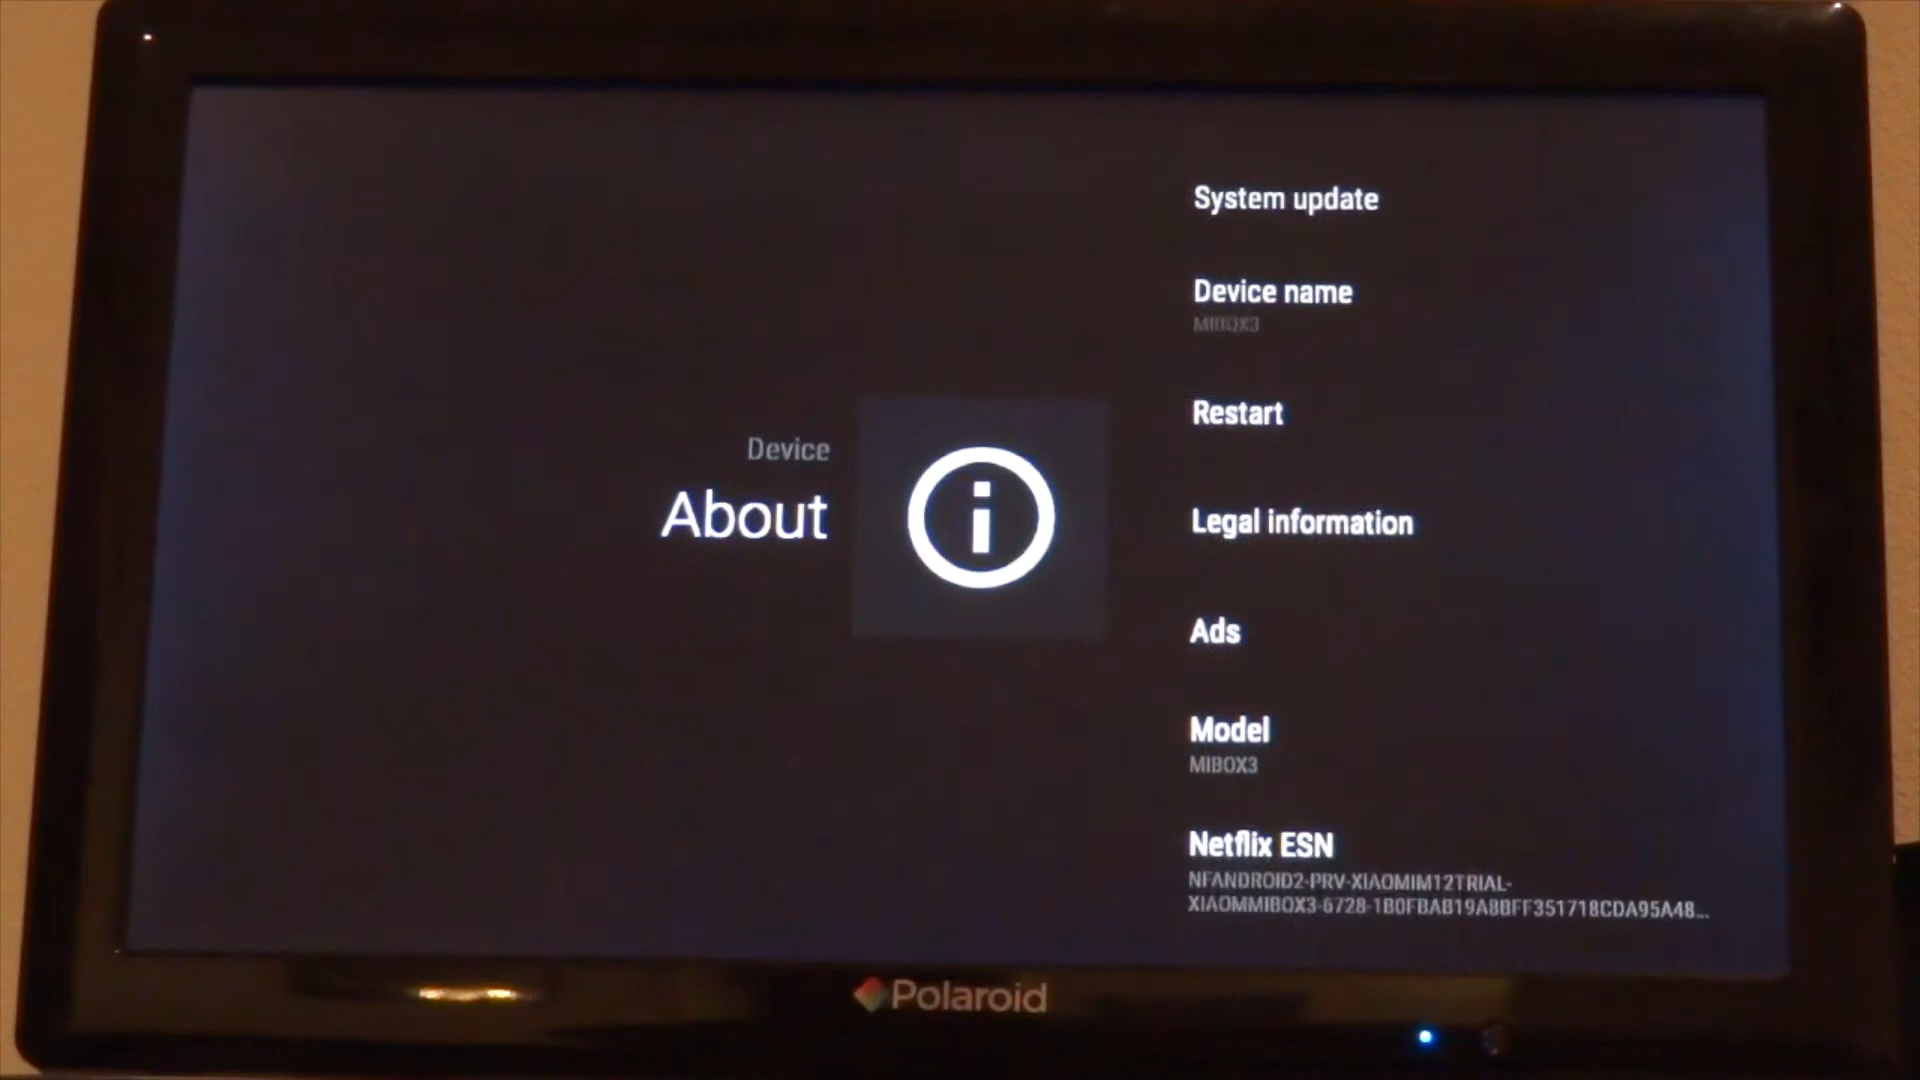 System update
Device name
MIBOX3
Restart
Device
About
Legal information
Ads
Model
MIBOX3
Netflix ESN
NFANDROID2-PRV-XIAOMIM12TRIAL-
XIAOMMIBOX3-6728-1B0FBAB19A8BFF351718CDA95A48...
Polaroid